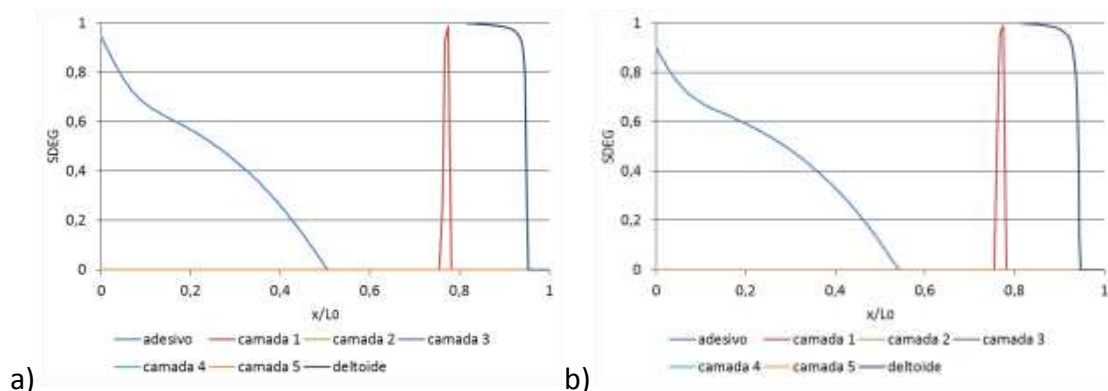 1
0,8
0,6
0,4
0,2
0
SDEG
0 0,2 0,4 0,6 0,8 1
x/L0
adesivo camada 1 camada 2 camada 3
camada 4 camada 5 deltoide
a)
1
0,8
0,6
0,4
0,2
0
SDEG
0 0,2 0,4 0,6 0,8 1
x/L0
adesivo camada 1 camada 2 camada 3
camada 4 camada 5 deltoide
b)